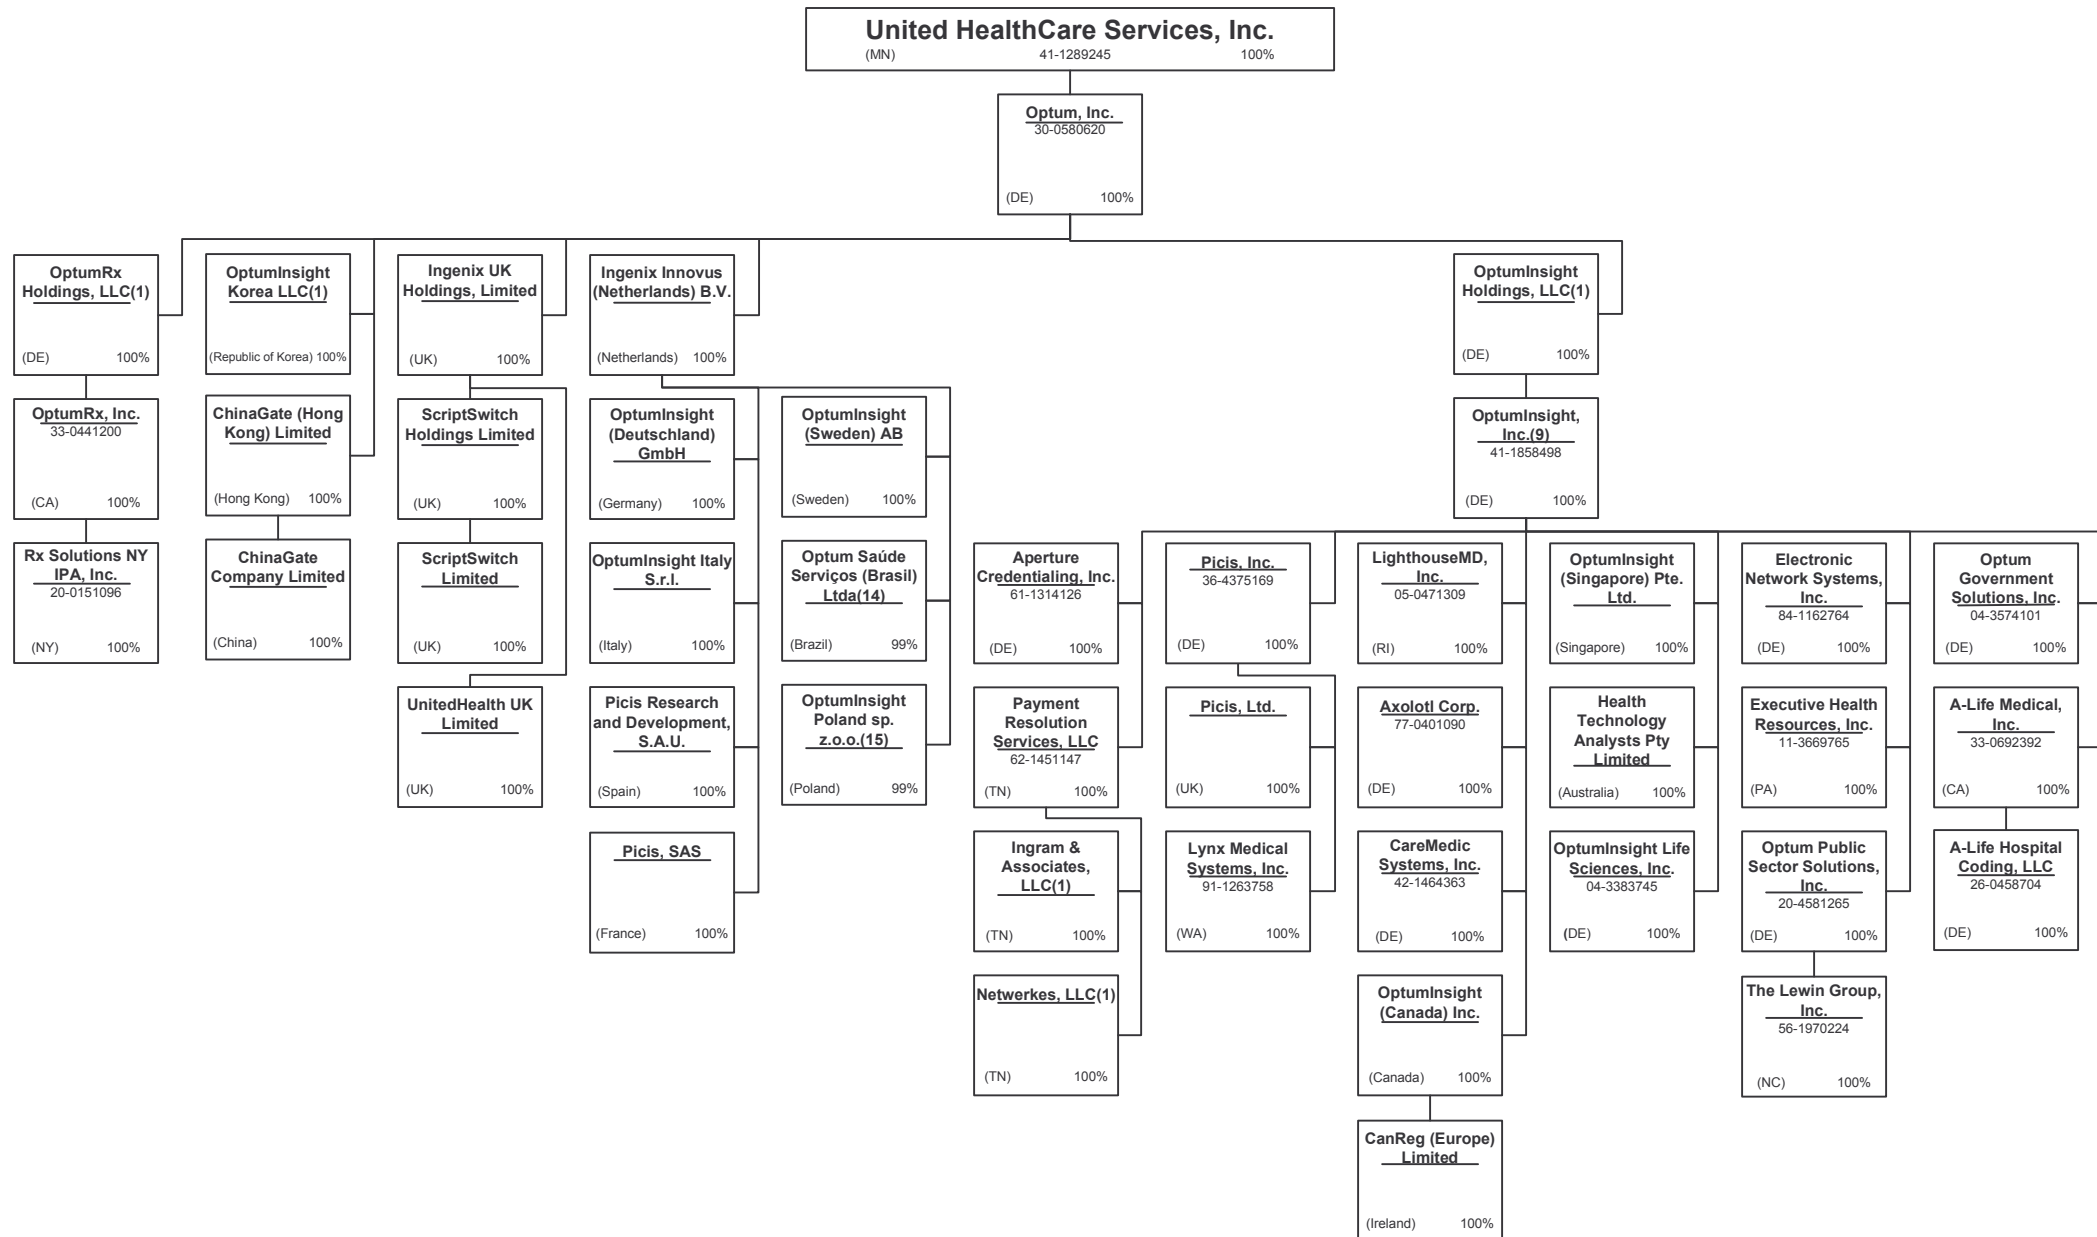 United HealthCare Services, Inc.
(MN) 41-1289245 100%
Optum, Inc.
30-0580620
(DE) 100%
OptumRx
Holdings, LLC(1)
(DE) 100%
OptumInsight
Korea LLC(1)
(Republic of Korea) 100%
Ingenix UK
Holdings, Limited
(UK) 100%
Ingenix Innovus
(Netherlands) B.V.
(Netherlands) 100%
OptumInsight
Holdings, LLC(1)
(DE) 100%
OptumRx, Inc.
33-0441200
(CA) 100%
ChinaGate (Hong
Kong) Limited
(Hong Kong) 100%
ScriptSwitch
Holdings Limited
(UK) 100%
OptumInsight
(Deutschland)
GmbH
(Germany) 100%
OptumInsight
(Sweden) AB
(Sweden) 100%
OptumInsight,
Inc.(9)
41-1858498
(DE) 100%
Rx Solutions NY
IPA, Inc.
20-0151096
(NY) 100%
ChinaGate
Company Limited
(China) 100%
ScriptSwitch
Limited
(UK) 100%
OptumInsight Italy
S.r.l.
(Italy) 100%
Optum Saúde
Serviços (Brasil)
Ltda(14)
(Brazil) 99%
Aperture
Credentialing, Inc.
61-1314126
(DE) 100%
Picis, Inc.
36-4375169
(DE) 100%
LighthouseMD,
Inc.
05-0471309
(RI) 100%
OptumInsight
(Singapore) Pte.
Ltd.
(Singapore) 100%
Electronic
Network Systems,
Inc.
84-1162764
(DE) 100%
Optum
Government
Solutions, Inc.
04-3574101
(DE) 100%
UnitedHealth UK
Limited
(UK) 100%
Picis Research
and Development,
S.A.U.
(Spain) 100%
OptumInsight
Poland sp.
z.o.o.(15)
(Poland) 99%
Payment
Resolution
Services, LLC
62-1451147
(TN) 100%
Picis, Ltd.
(UK) 100%
Axolotl Corp.
77-0401090
(DE) 100%
Health
Technology
Analysts Pty
Limited
(Australia) 100%
Executive Health
Resources, Inc.
11-3669765
(PA) 100%
A-Life Medical,
Inc.
33-0692392
(CA) 100%
Picis, SAS
(France) 100%
Ingram &
Associates,
LLC(1)
(TN) 100%
Lynx Medical
Systems, Inc.
91-1263758
(WA) 100%
CareMedic
Systems, Inc.
42-1464363
(DE) 100%
OptumInsight Life
Sciences, Inc.
04-3383745
(DE) 100%
Optum Public
Sector Solutions,
Inc.
20-4581265
(DE) 100%
A-Life Hospital
Coding, LLC
26-0458704
(DE) 100%
Netwerkes, LLC(1)
(TN) 100%
OptumInsight
(Canada) Inc.
(Canada) 100%
The Lewin Group,
Inc.
56-1970224
(NC) 100%
CanReg (Europe)
Limited
(Ireland) 100%